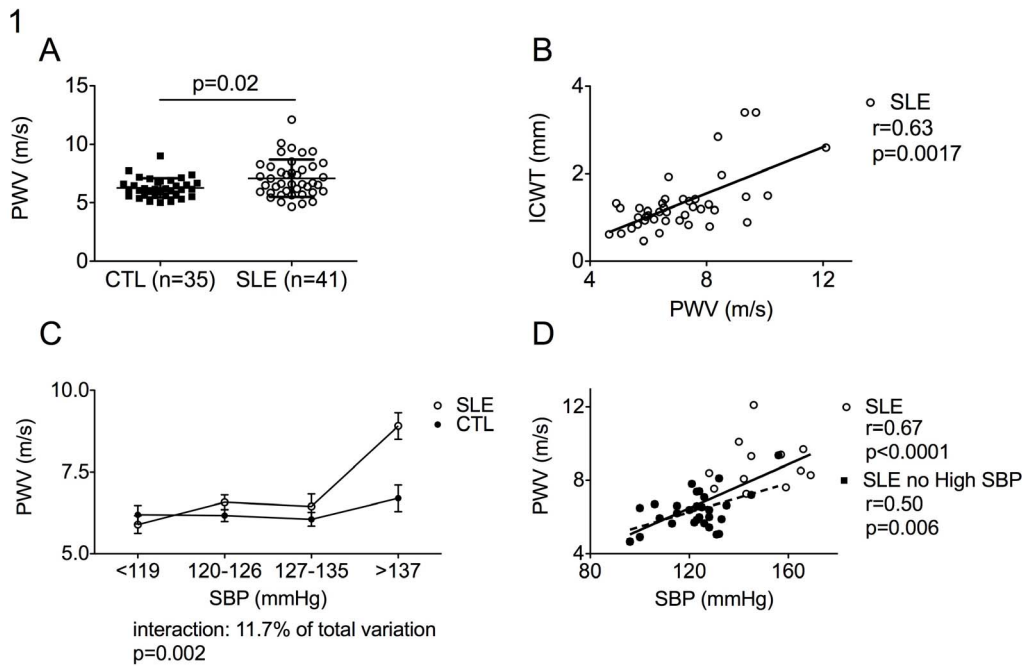 1
A
p=0.02
15
10
5
0
PWV (m/s)
CTL (n=35) SLE (n=41)
B
4
2
0
ICWT (mm)
4 8 12
PWV (m/s)
SLE
r=0.63
p=0.0017
C
10.0
7.5
5.0
PWV (m/s)
SLE
CTL
<119 120-126 127-135 >137
SBP (mmHg)
interaction: 11.7% of total variation
p=0.002
D
12
8
4
PWV (m/s)
80 120 160
SBP (mmHg)
SLE
r=0.67
p<0.0001
SLE no High SBP
r=0.50
p=0.006